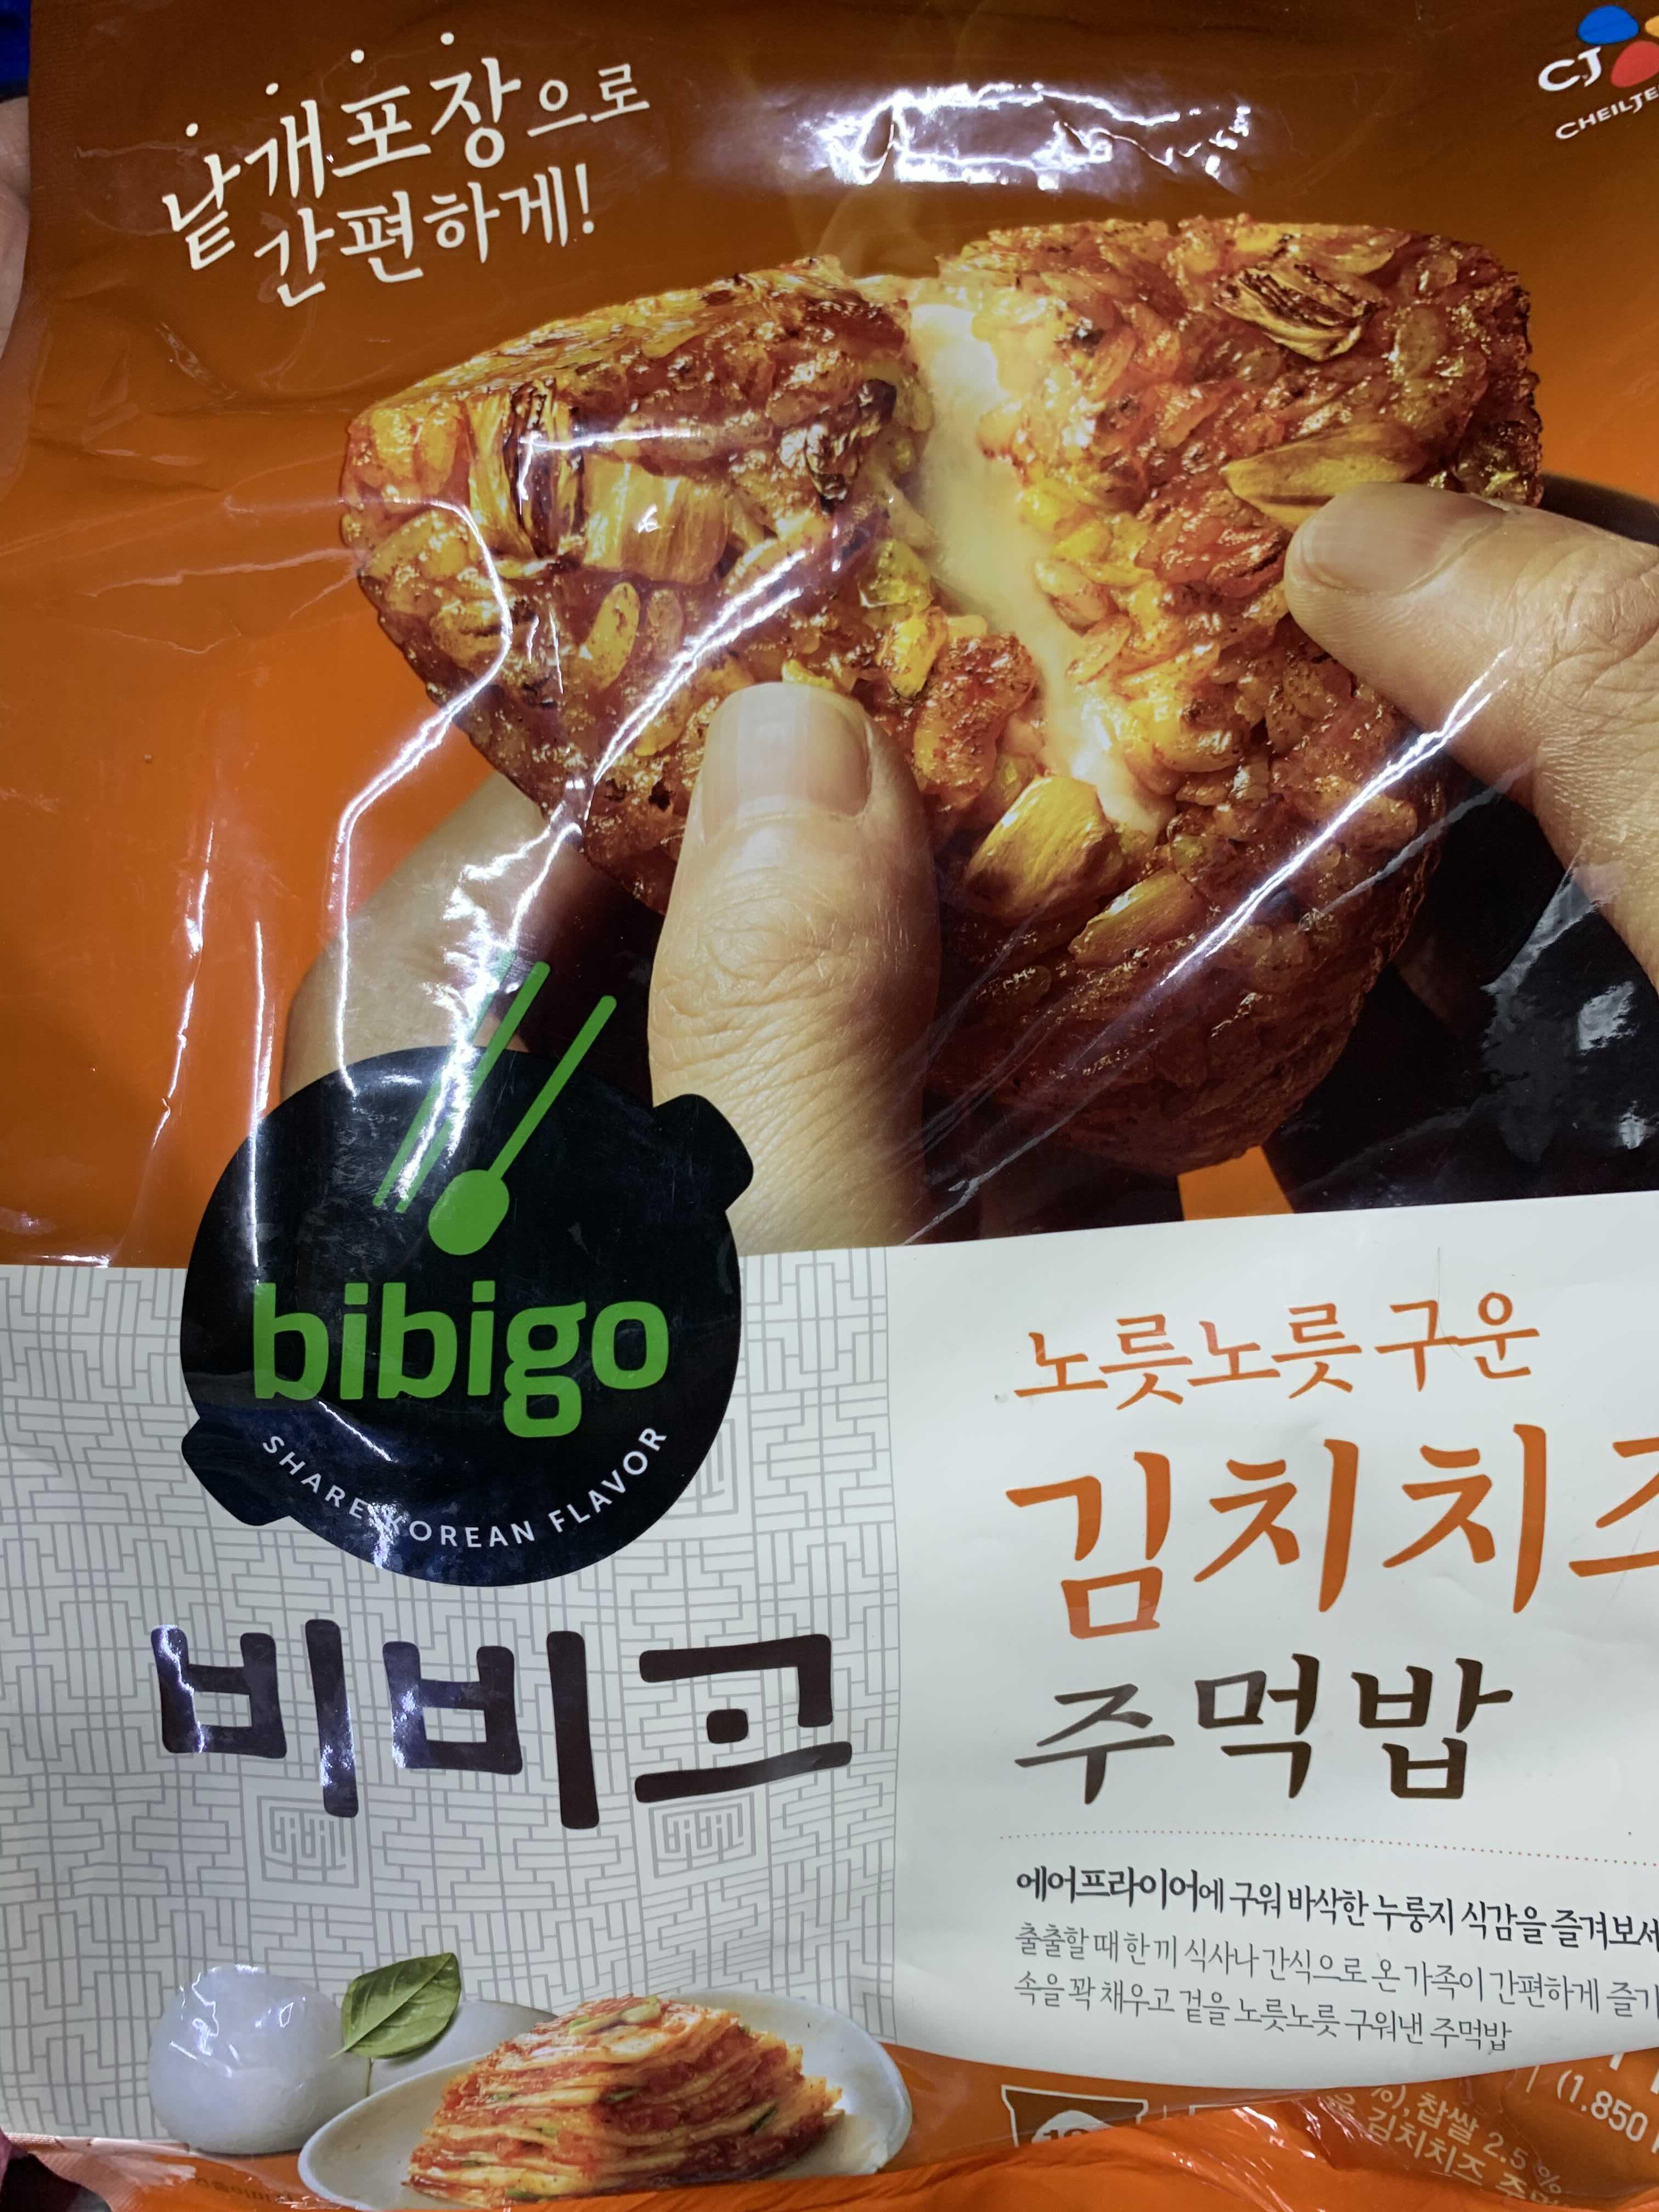 낱개포장으로
간편하게!
CJ
bibigo
SHARE KOREAN FLAVOR
비비고
노릇노릇 구운
김치치즈
주먹밥
에어프라이어에 구워 바삭한 누룽지 식감을 즐겨보세
출출할 때 한 끼 식사나 간식으로 온 가족이 간편하게 즐기
속을 꽉 채우고 겉을 노릇노릇 구워낸 주먹밥
(1,850
찹쌀 2.5 %
김치치즈